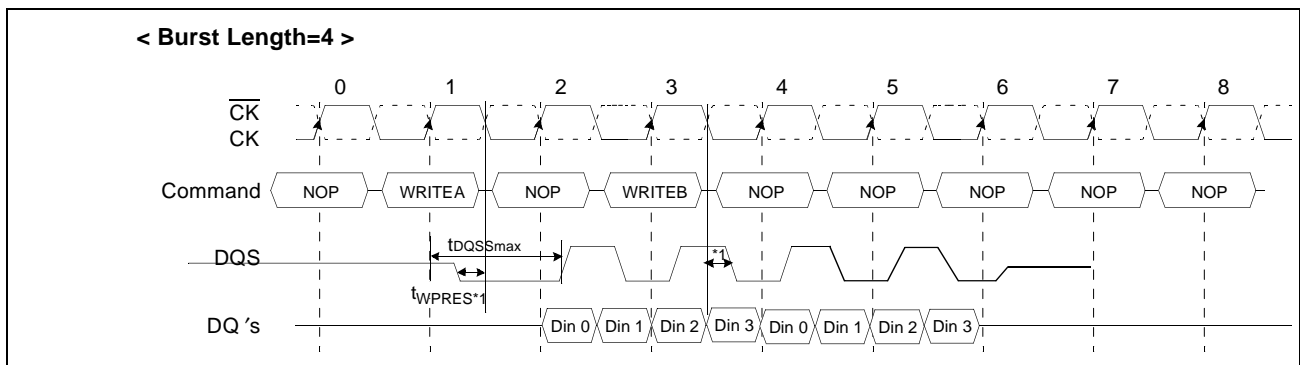 < Burst Length=4 >
0 1 2 3 4 5 6 7 8
CK
CK
Command NOP WRITEA NOP WRITEB NOP NOP NOP NOP NOP
tDQSSmax
*1
DQS
tWPRES*1
DQ ′s Din 0 Din 1 Din 2 Din 3 Din 0 Din 1 Din 2 Din 3